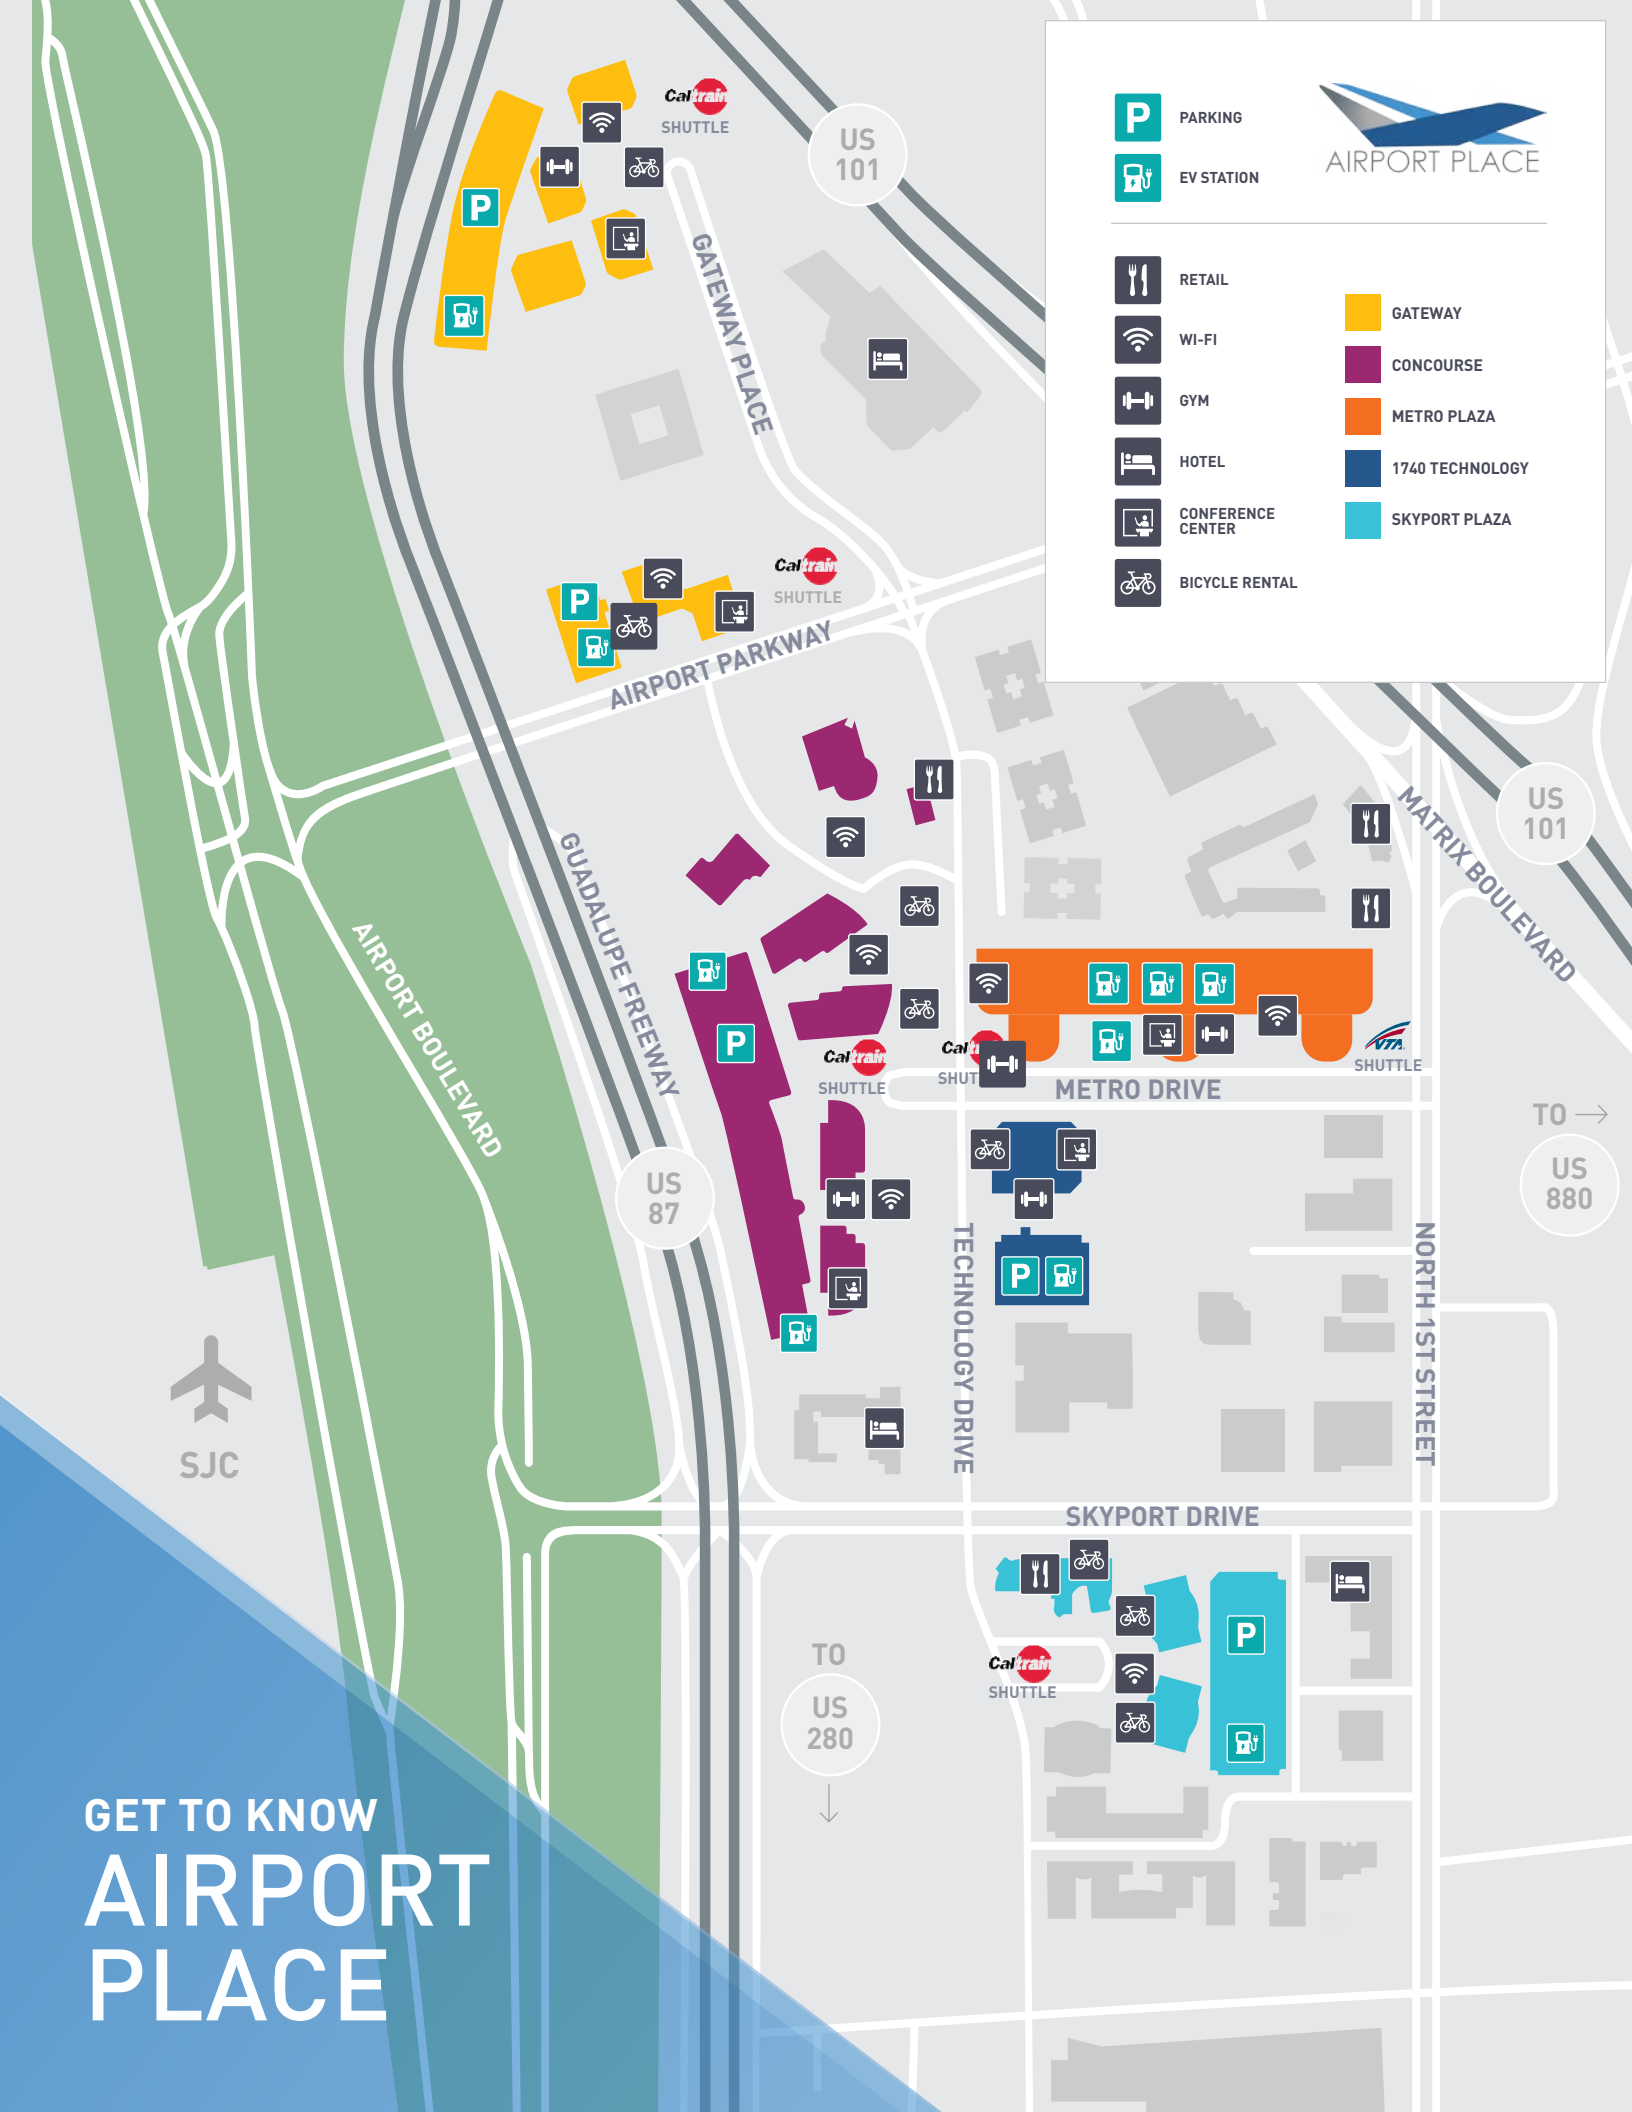 Caltrain
SHUTTLE
US
101
P
GATEWAY PLACE
P
PARKING
EV STATION
AIRPORT PLACE
RETAIL
WI-FI
GYM
HOTEL
CONFERENCE
CENTER
BICYCLE RENTAL
GATEWAY
CONCOURSE
METRO PLAZA
1740 TECHNOLOGY
SKYPORT PLAZA
Caltrain
SHUTTLE
P
AIRPORT PARKWAY
US
101
MATRIX BOULEVARD
GUADALUPE FREEWAY
AIRPORT BOULEVARD
P
Caltrain
SHUTTLE
Calt
SHUT
VTA
SHUTTLE
METRO DRIVE
TO
US
880
US
87
TECHNOLOGY DRIVE
P
NORTH 1ST STREET
SJC
SKYPORT DRIVE
P
Caltrain
SHUTTLE
TO
US
280
GET TO KNOW
AIRPORT
PLACE